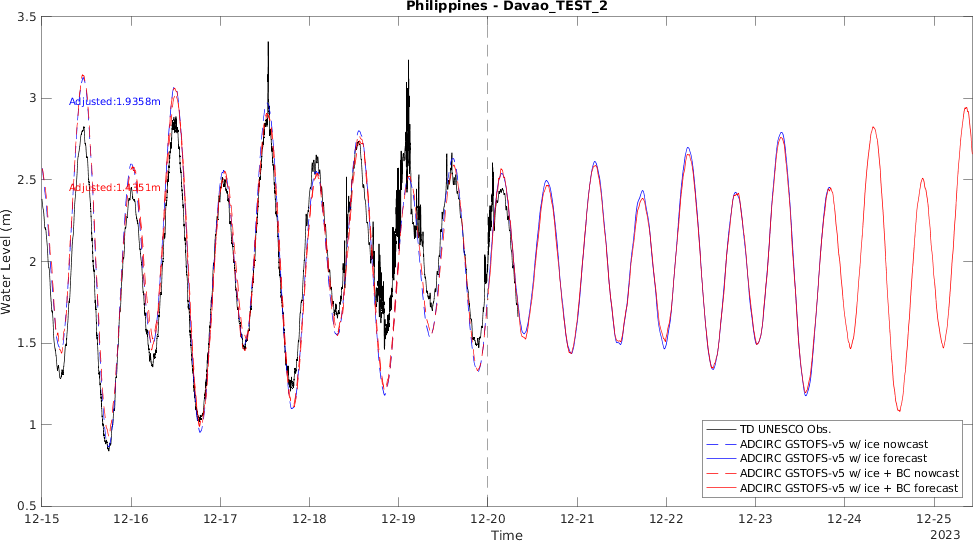 Philippines - Davao_TEST_2
3.5
3
2.5
2
1.5
1
0.5
Water Level (m)
Adjusted:1.9358m
Adjusted:1.4351m
TD UNESCO Obs.
ADCIRC GSTOFS-v5 w/ ice nowcast
ADCIRC GSTOFS-v5 w/ ice forecast
ADCIRC GSTOFS-v5 w/ ice + BC nowcast
ADCIRC GSTOFS-v5 w/ ice + BC forecast
12-15 12-16 12-17 12-18 12-19 12-20 12-21 12-22 12-23 12-24 12-25
Time
2023